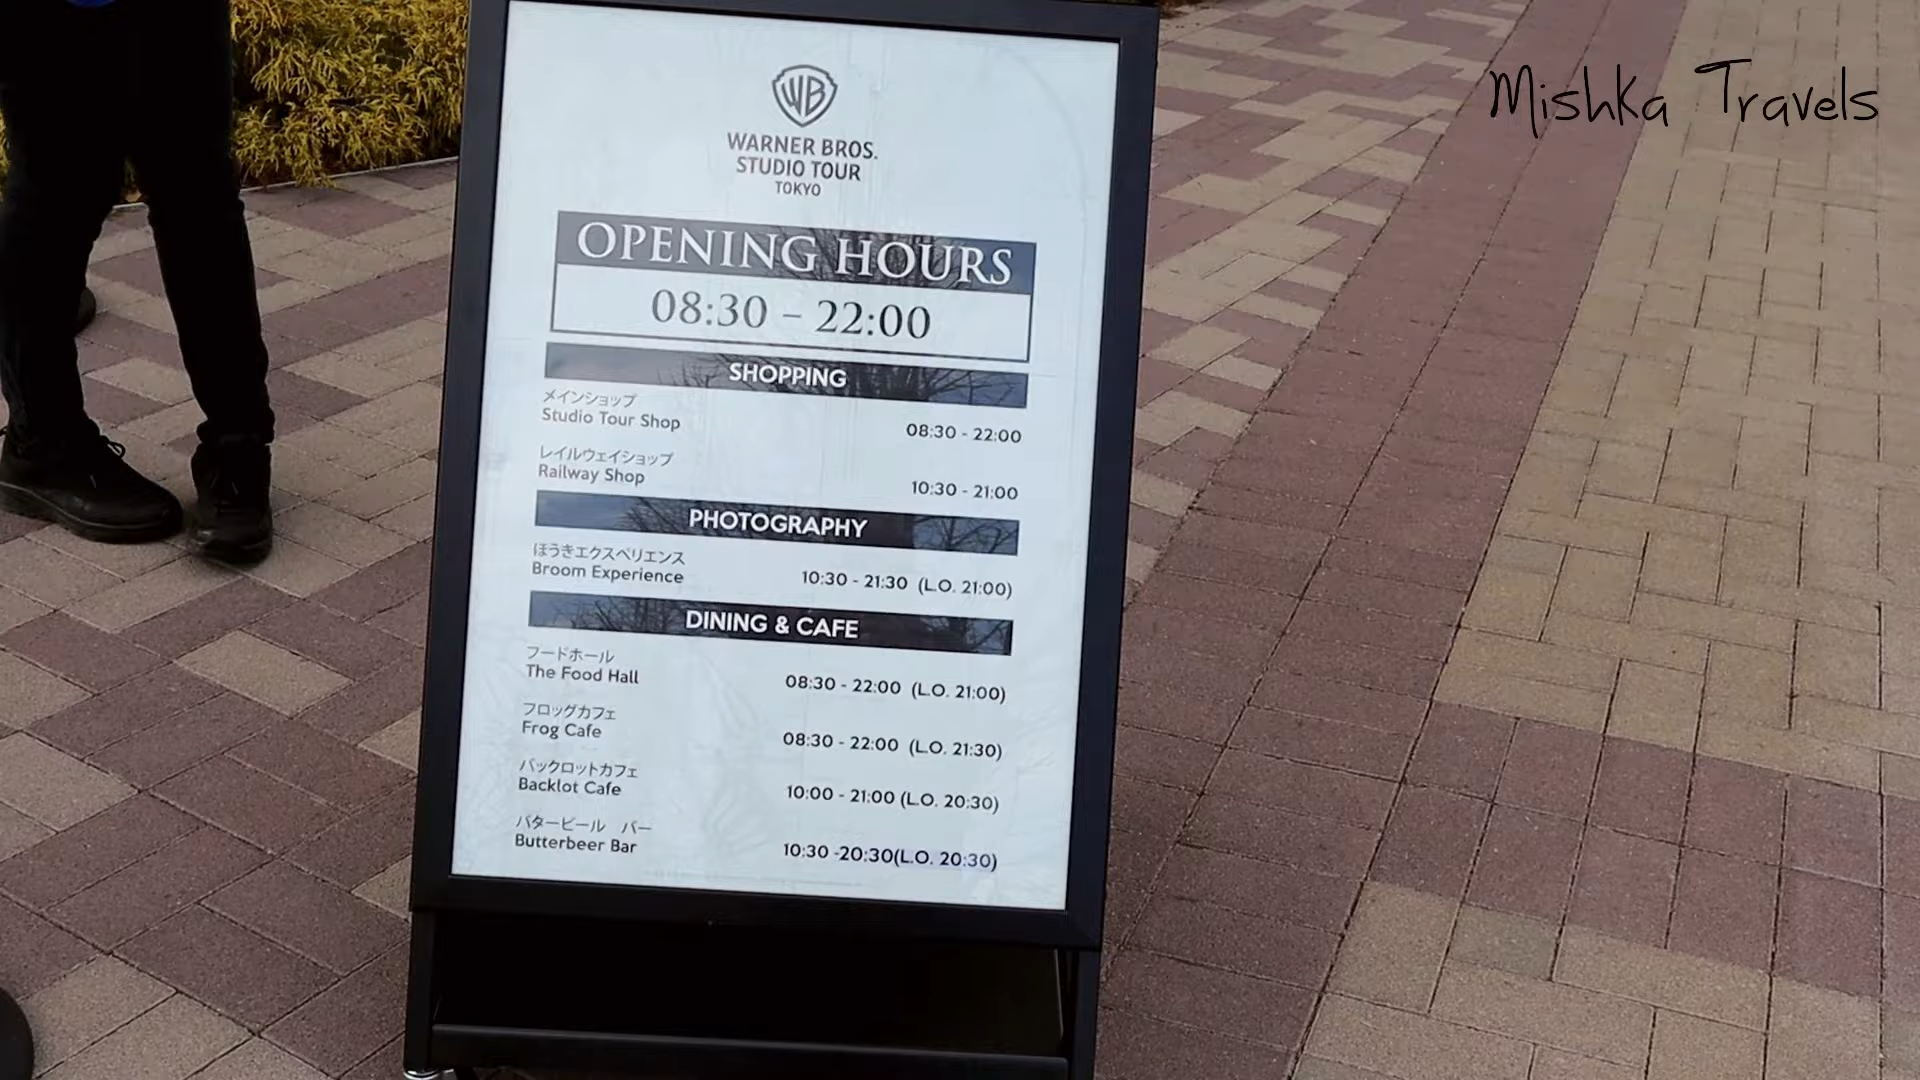 Mishka Travels
WB
WARNER BROS.
STUDIO TOUR
TOKYO
OPENING HOURS
08:30 - 22:00
SHOPPING
メインショップ
Studio Tour Shop 08:30 - 22:00
レイルウェイショップ
Railway Shop 10:30 - 21:00
PHOTOGRAPHY
ほうきエクスペリエンス
Broom Experience 10:30 - 21:30 (L.O. 21:00)
DINING & CAFE
フードホール
The Food Hall 08:30 - 22:00 (L.O. 21:00)
フロッグカフェ
Frog Cafe 08:30 - 22:00 (L.O. 21:30)
バックロットカフェ
Backlot Cafe 10:00 - 21:00 (L.O. 20:30)
バタービール バー
Butterbeer Bar 10:30 -20:30(L.O. 20:30)